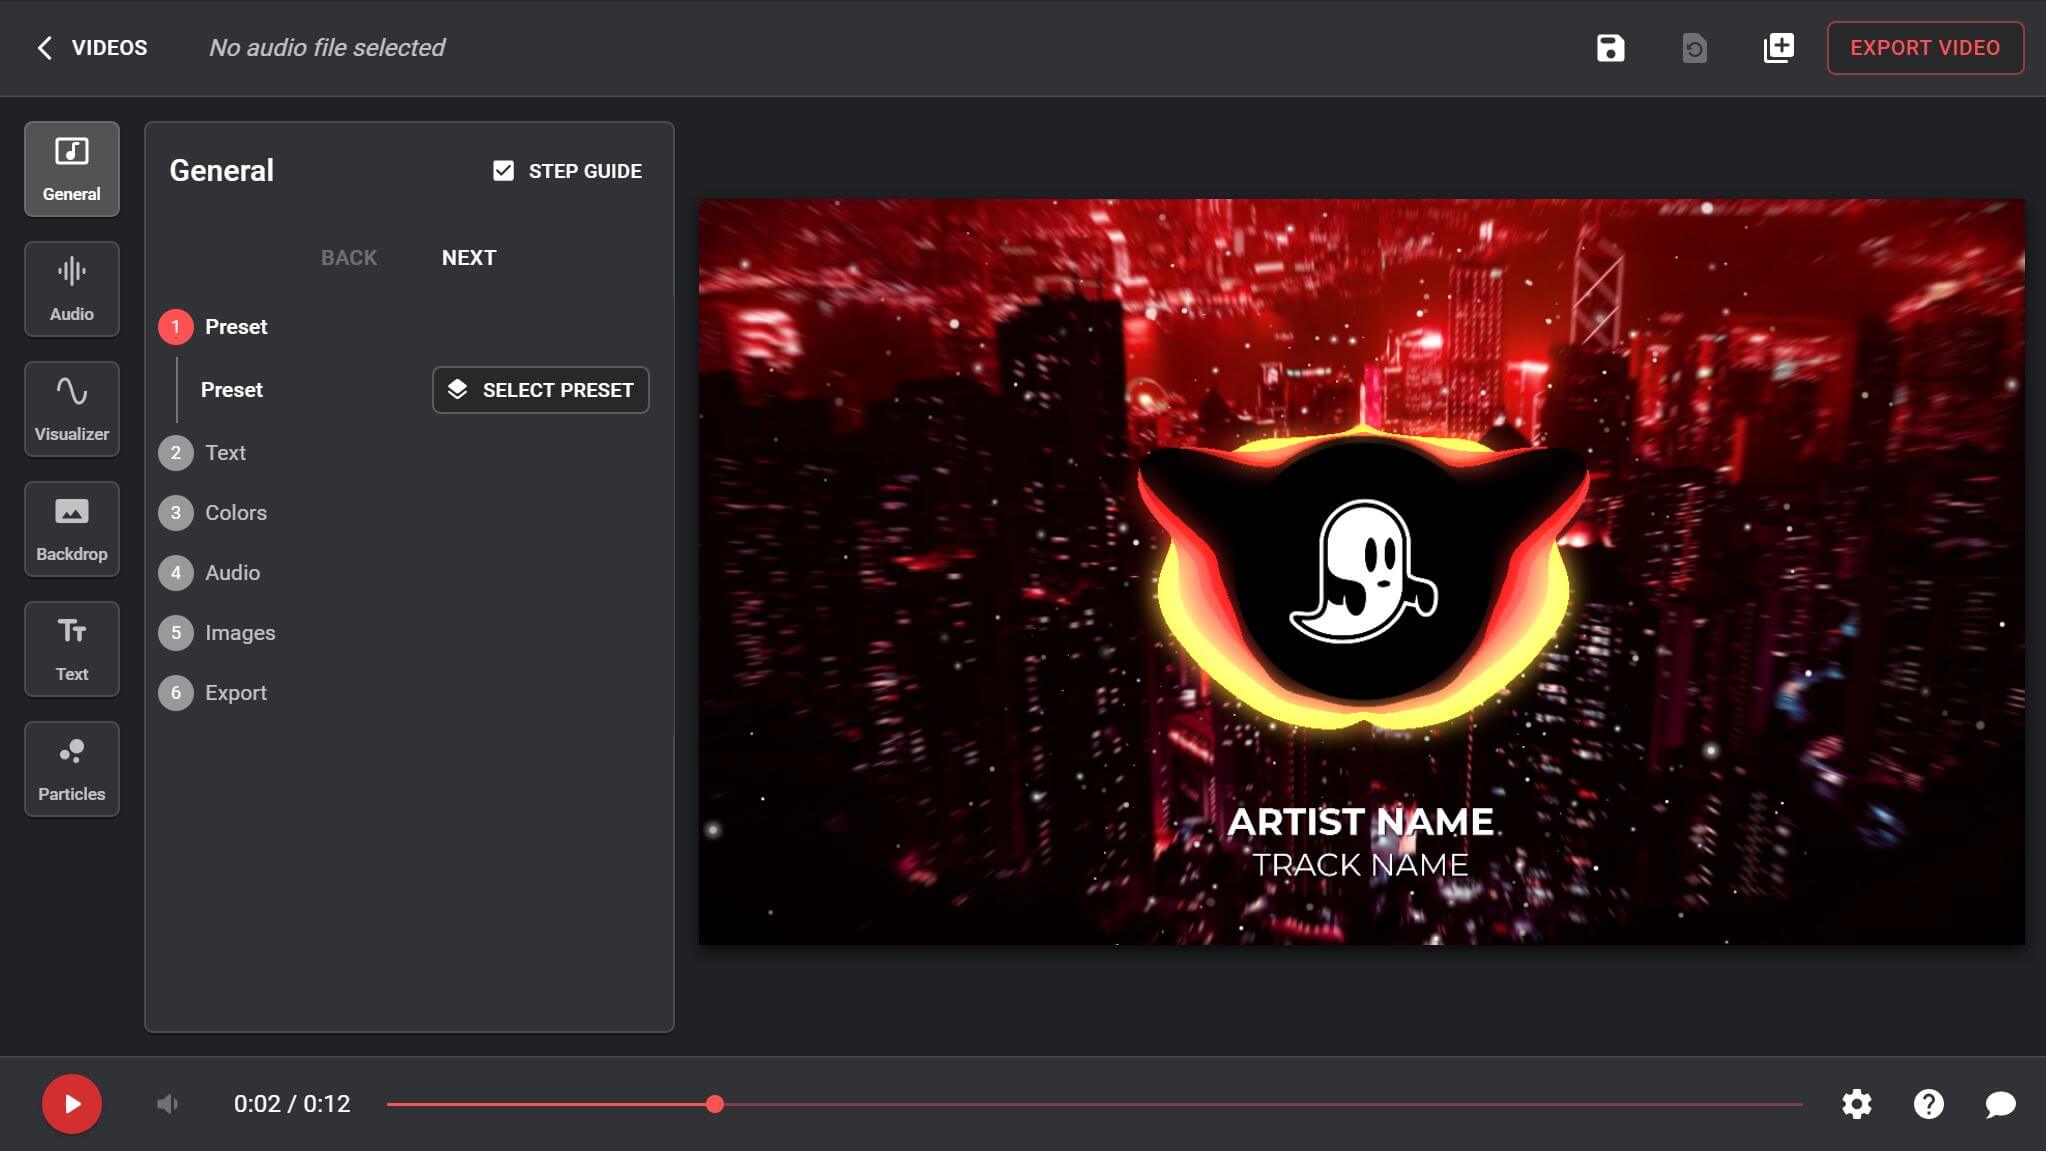 VIDEOS
No audio file selected
EXPORT VIDEO
General
Audio
Visualizer
Backdrop
Text
Particles
General
STEP GUIDE
BACK
NEXT
1 Preset
Preset
SELECT PRESET
2 Text
3 Colors
4 Audio
5 Images
6 Export
ARTIST NAME
TRACK NAME
0:02 / 0:12